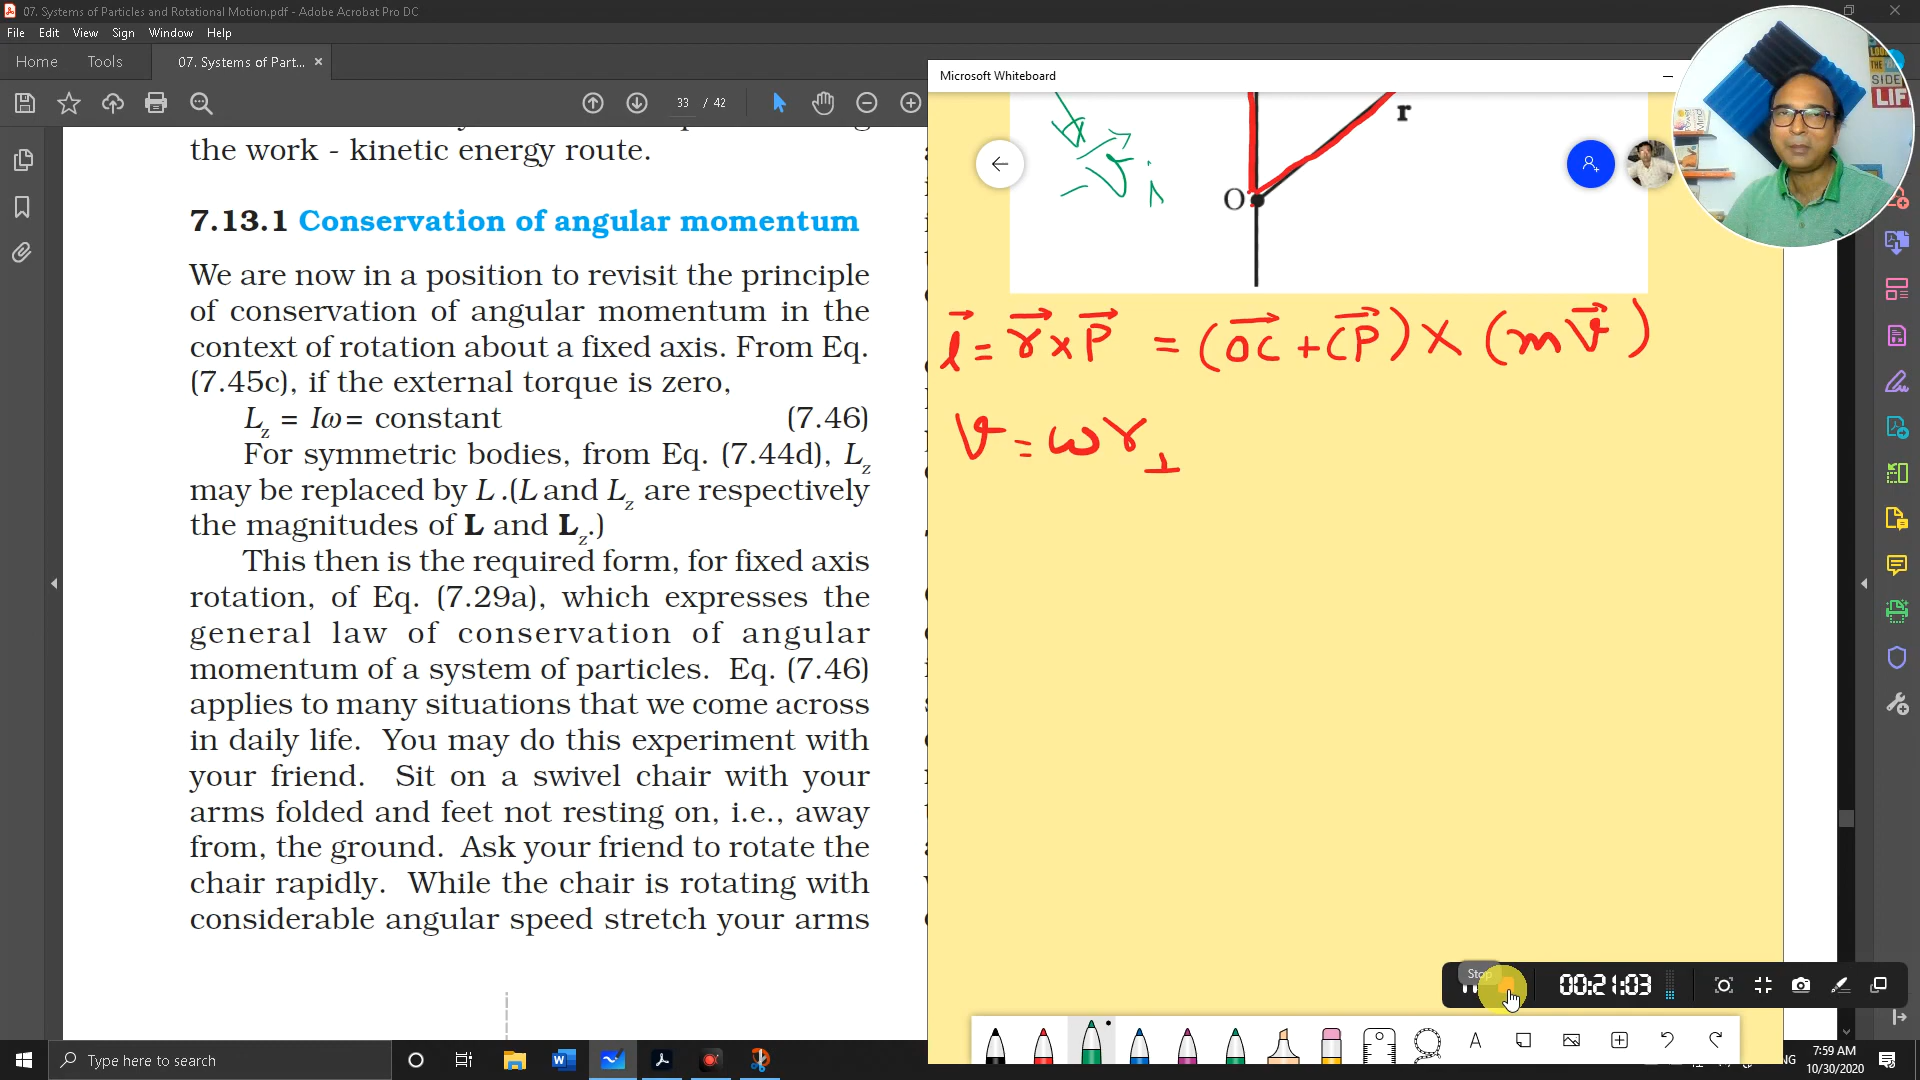 07. Systems of Particles and Rotational Motion.pdf - Adobe Acrobat Pro DC
File Edit View Sign Window Help
Home Tools 07. Systems of Part... ×
33 / 42
the work - kinetic energy route.
7.13.1 Conservation of angular momentum
We are now in a position to revisit the principle
of conservation of angular momentum in the
context of rotation about a fixed axis. From Eq.
(7.45c), if the external torque is zero,
L_z = Iω = constant (7.46)
For symmetric bodies, from Eq. (7.44d), L_z
may be replaced by L .(L and L_z are respectively
the magnitudes of L and L_z.)
This then is the required form, for fixed axis
rotation, of Eq. (7.29a), which expresses the
general law of conservation of angular
momentum of a system of particles. Eq. (7.46)
applies to many situations that we come across
in daily life. You may do this experiment with
your friend. Sit on a swivel chair with your
arms folded and feet not resting on, i.e., away
from, the ground. Ask your friend to rotate the
chair rapidly. While the chair is rotating with
considerable angular speed stretch your arms
Microsoft Whiteboard
r
O
l⃗ = r⃗ × P⃗ = (OC⃗ + CP⃗) × (m v⃗)
v = ω r⊥
SIDE
LIFE
Stop
00:21:03
A
Type here to search
7:59 AM
10/30/2020